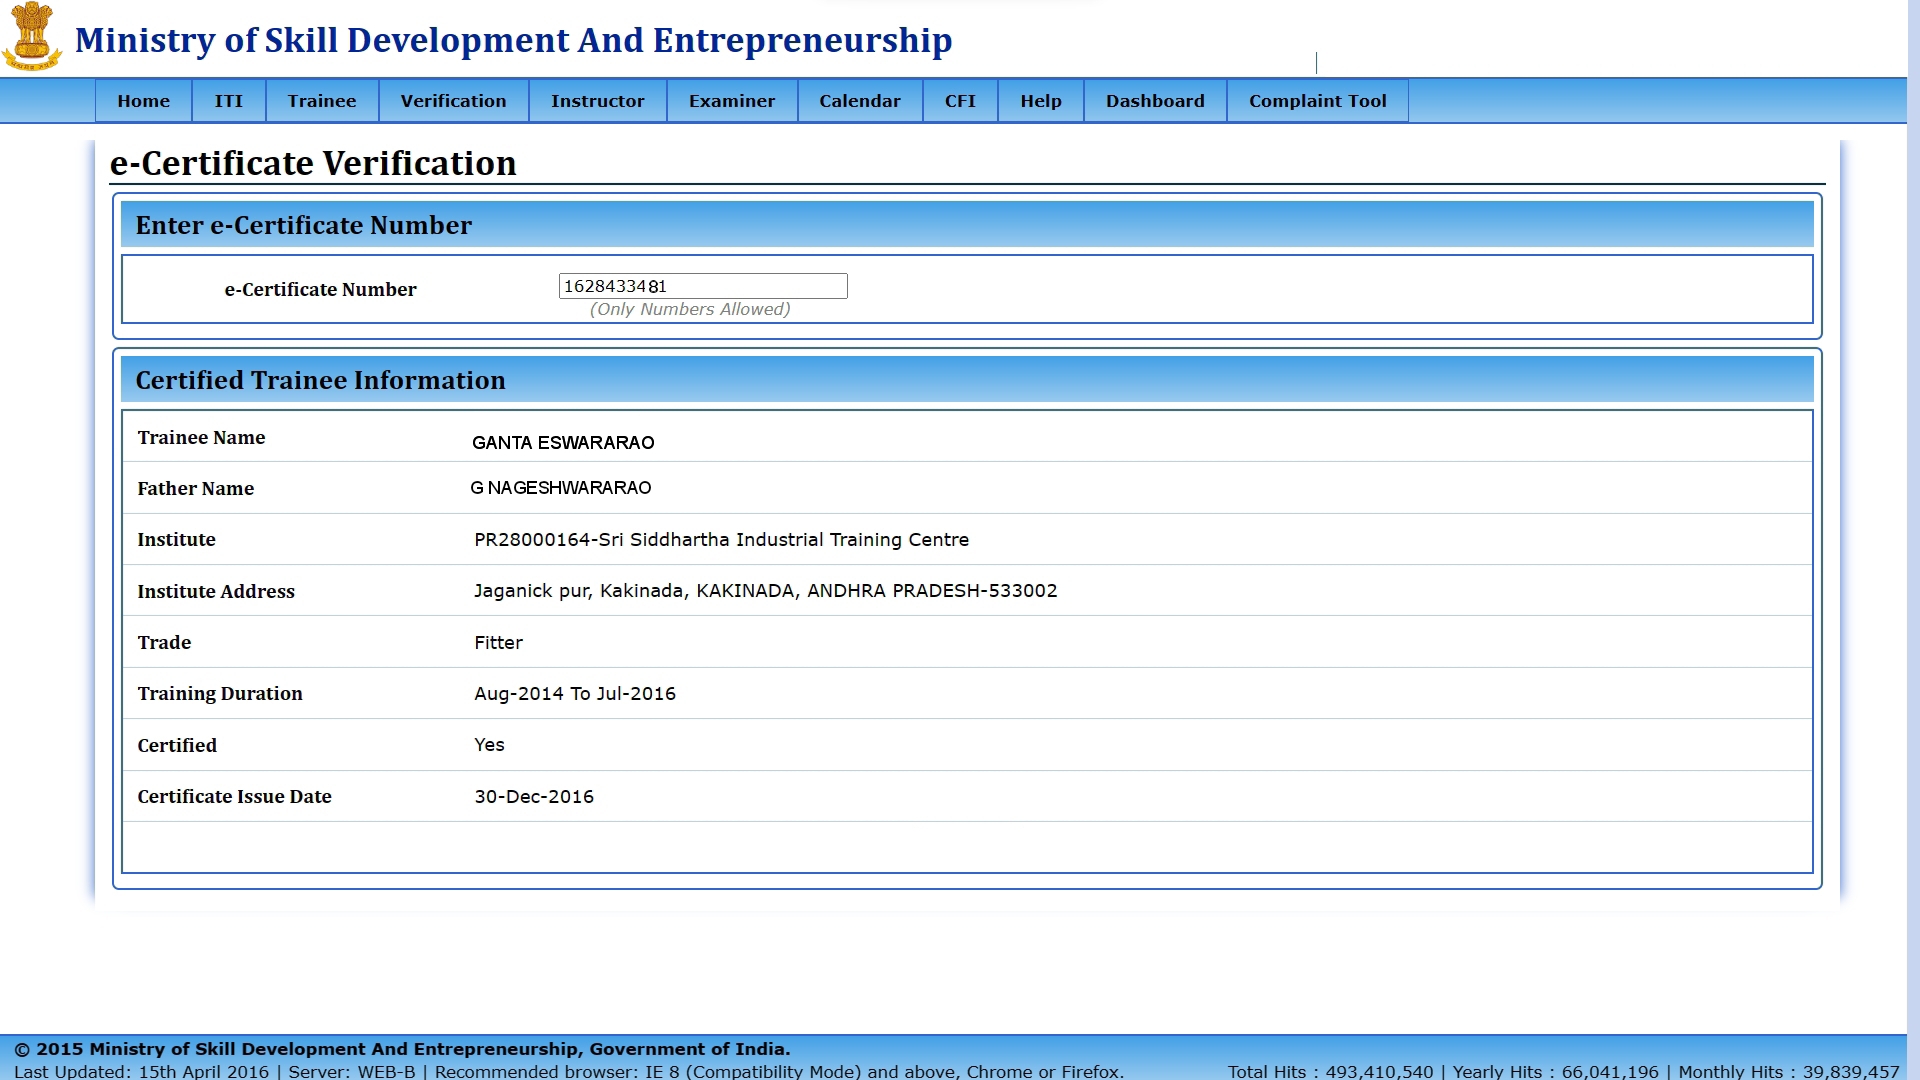 Ministry of Skill Development And Entrepreneurship
Home ITI Trainee Verification Instructor Examiner Calendar CFI Help Dashboard Complaint Tool
e-Certificate Verification
Enter e-Certificate Number
e-Certificate Number 1628433481
(Only Numbers Allowed)
Certified Trainee Information
Trainee Name GANTA ESWARARAO
Father Name G NAGESHWARARAO
Institute PR28000164-Sri Siddhartha Industrial Training Centre
Institute Address Jaganick pur, Kakinada, KAKINADA, ANDHRA PRADESH-533002
Trade Fitter
Training Duration Aug-2014 To Jul-2016
Certified Yes
Certificate Issue Date 30-Dec-2016
© 2015 Ministry of Skill Development And Entrepreneurship, Government of India.
Last Updated: 15th April 2016 | Server: WEB-B | Recommended browser: IE 8 (Compatibility Mode) and above, Chrome or Firefox. Total Hits : 493,410,540 | Yearly Hits : 66,041,196 | Monthly Hits : 39,839,457